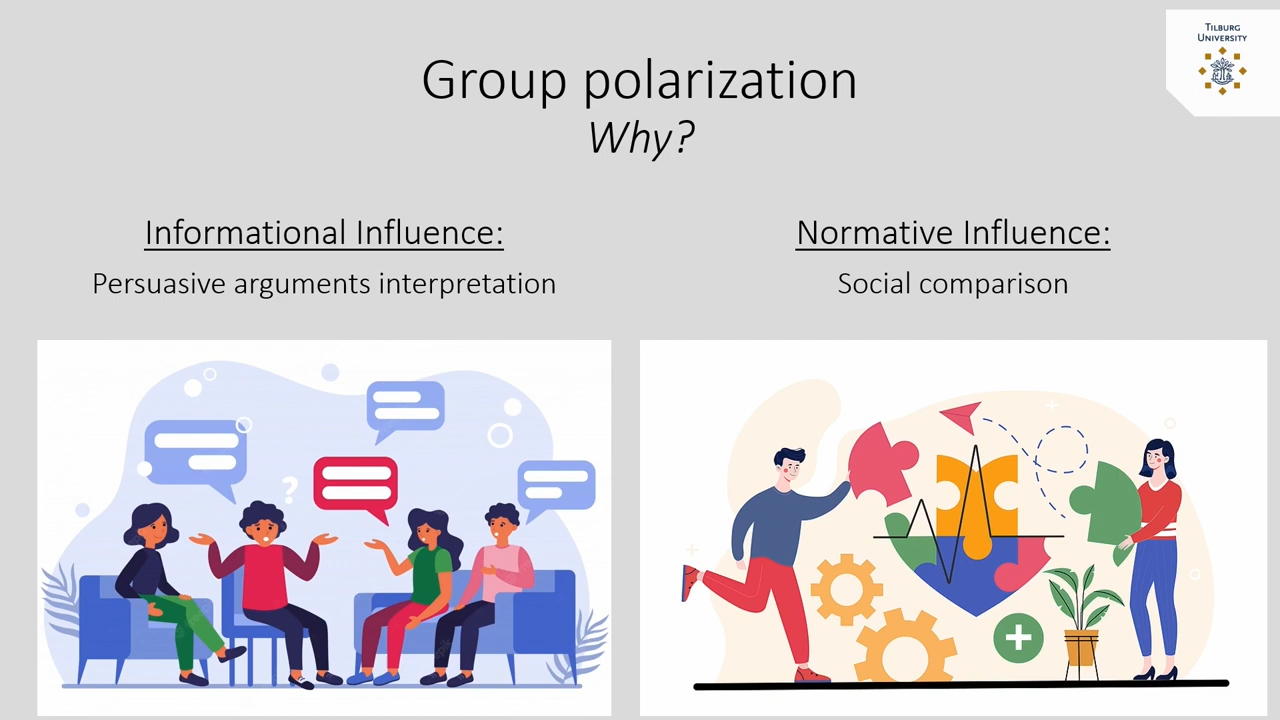 TILBURG
UNIVERSITY
Group polarization
Why?
Informational Influence:
Persuasive arguments interpretation
Normative Influence:
Social comparison
?